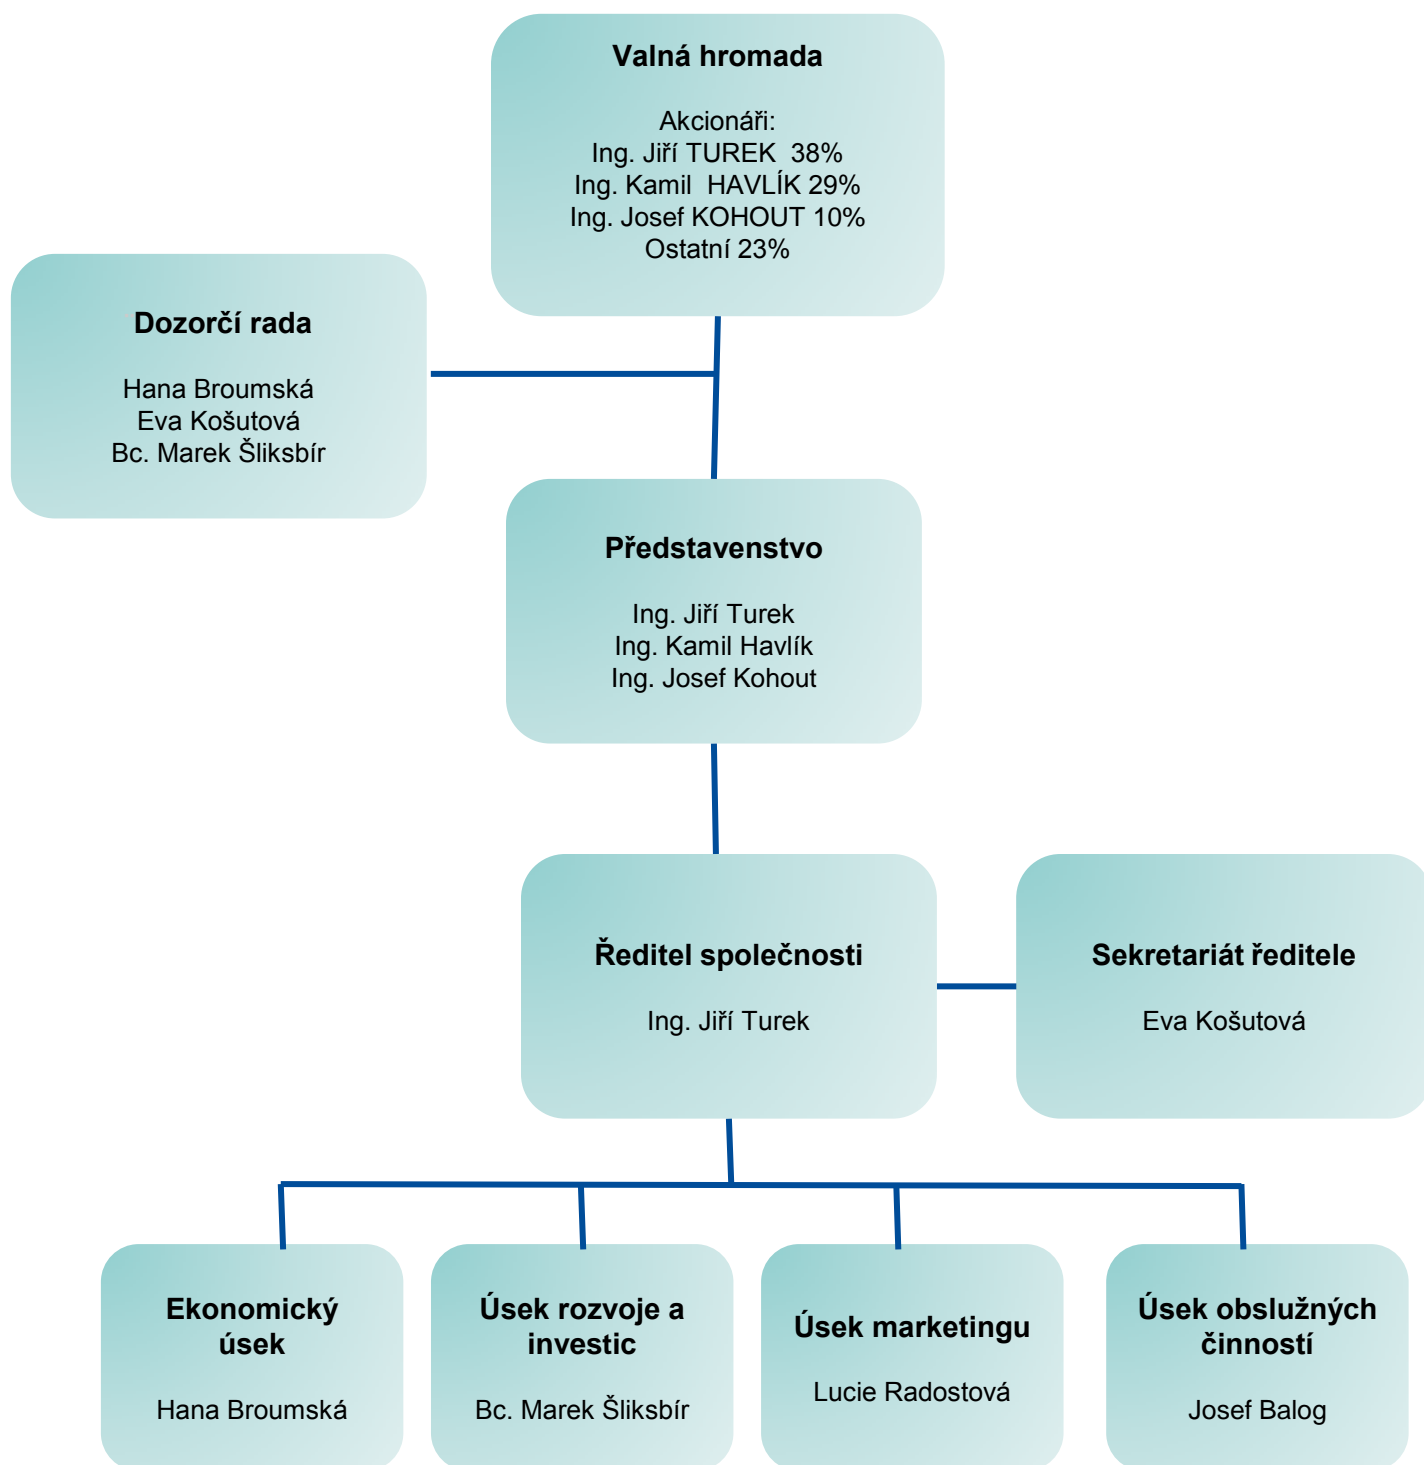 Valná hromada
Akcionáři:
Ing. Jiří TUREK  38%
Ing. Kamil  HAVLÍK 29%
Ing. Josef KOHOUT 10%
Ostatní 23%
Dozorčí rada
Hana Broumská
Eva Košutová
Bc. Marek Šliksbír
Představenstvo
Ing. Jiří Turek
Ing. Kamil Havlík
Ing. Josef Kohout
Ředitel společnosti
Ing. Jiří Turek
Sekretariát ředitele
Eva Košutová
Ekonomický
úsek
Hana Broumská
Úsek rozvoje a
investic
Bc. Marek Šliksbír
Úsek marketingu
Lucie Radostová
Úsek obslužných
činností
Josef Balog